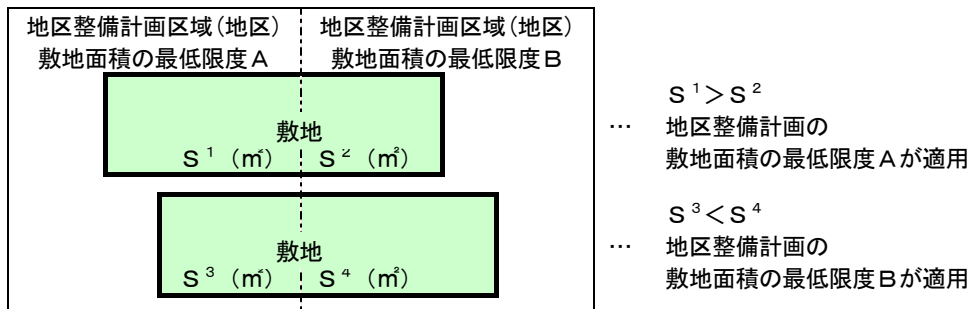 地区整備計画区域(地区)
敷地面積の最低限度A
地区整備計画区域(地区)
敷地面積の最低限度B
敷地
S¹ (㎡) S² (㎡)
S¹>S²
… 地区整備計画の
敷地面積の最低限度Aが適用
敷地
S³ (㎡) S⁴ (㎡)
S³<S⁴
… 地区整備計画の
敷地面積の最低限度Bが適用